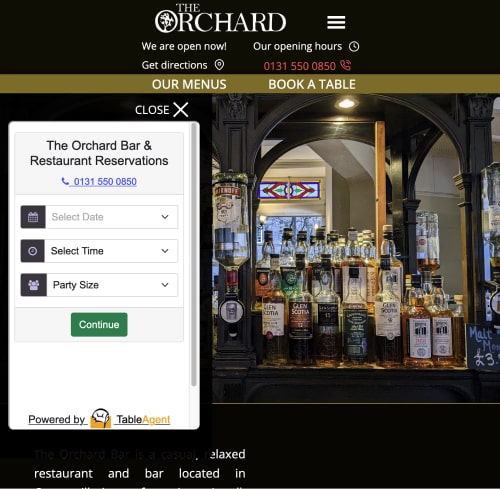 THE
ORCHARD
We are open now! Our opening hours
Get directions 0131 550 0850
OUR MENUS BOOK A TABLE
CLOSE
The Orchard Bar &
Restaurant Reservations
0131 550 0850
Select Date
Select Time
Party Size
Continue
Powered by TableAgent
GLEN SCOTIA
GLEN SCOTIA
GLEN SCOTIA
Malt
£3.
The Orchard Bar is a casual, relaxed
restaurant and bar located in